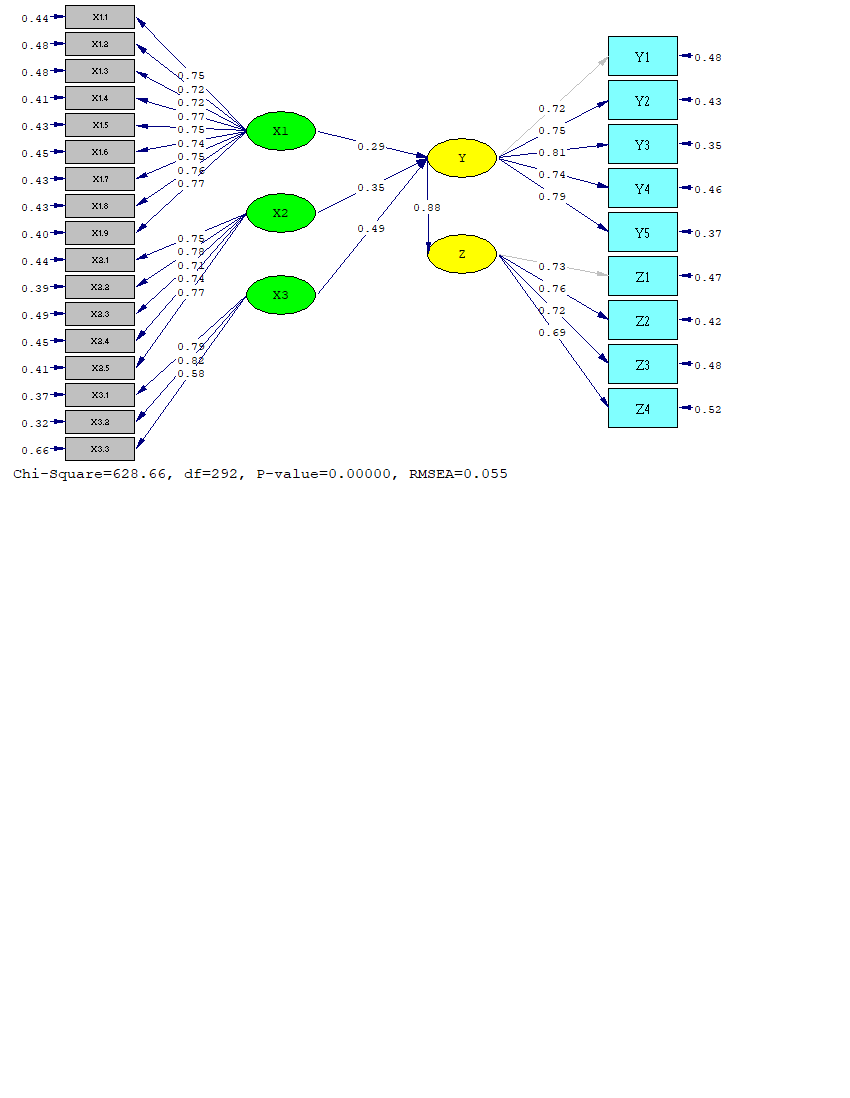 0.44 X1.1
0.48 X1.2
0.48 X1.3
0.41 X1.4
0.43 X1.5
0.45 X1.6
0.43 X1.7
0.43 X1.8
0.40 X1.9
0.44 X2.1
0.39 X2.2
0.49 X2.3
0.45 X2.4
0.41 X2.5
0.37 X3.1
0.32 X3.2
0.66 X3.3
0.75
0.72
0.72
0.77
0.75
0.74
0.75
0.76
0.77
0.75
0.78
0.71
0.74
0.77
0.79
0.82
0.58
X1
X2
X3
0.29
0.35
0.49
Y
0.88
Z
0.72
0.75
0.81
0.74
0.79
0.73
0.76
0.72
0.69
Y1 0.48
Y2 0.43
Y3 0.35
Y4 0.46
Y5 0.37
Z1 0.47
Z2 0.42
Z3 0.48
Z4 0.52
Chi-Square=628.66, df=292, P-value=0.00000, RMSEA=0.055